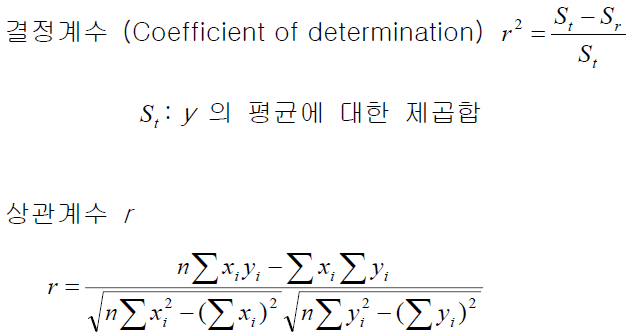 결정계수 (Coefficient of determination) r² = (S_t − S_r) / S_t
S_t : y 의 평균에 대한 제곱합
상관계수 r
r = (n∑x_i y_i − ∑x_i ∑y_i) / (√(n∑x_i² − (∑x_i)²) √(n∑y_i² − (∑y_i)²))